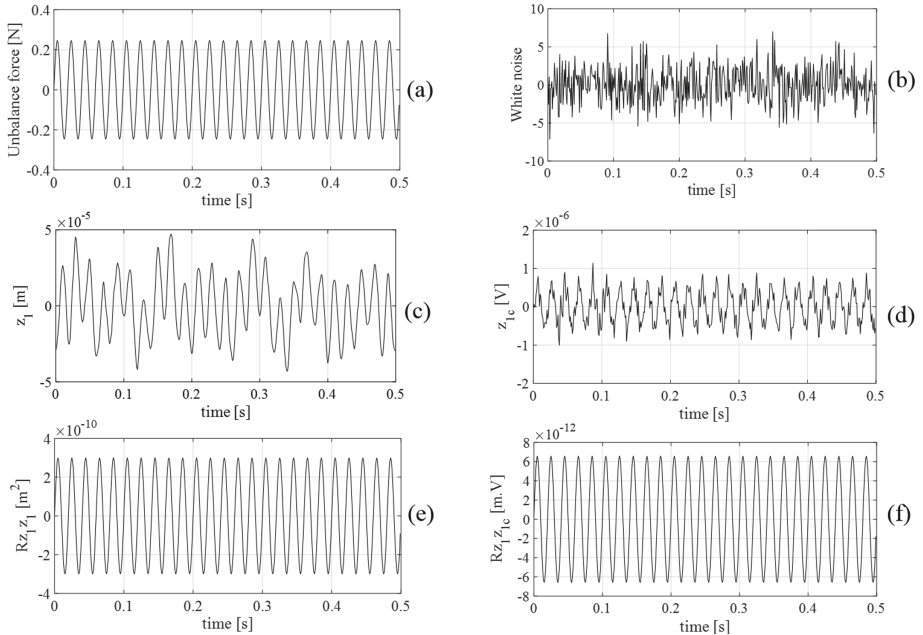 Unbalance force [N]
0.4
0.2
0
-0.2
-0.4
0 0.1 0.2 0.3 0.4 0.5
time [s]
(a)
White noise
10
5
0
-5
-10
0 0.1 0.2 0.3 0.4 0.5
time [s]
(b)
×10⁻⁵
z₁ [m]
5
0
-5
0 0.1 0.2 0.3 0.4 0.5
time [s]
(c)
×10⁻⁶
z₁c [V]
2
1
0
-1
-2
0 0.1 0.2 0.3 0.4 0.5
time [s]
(d)
×10⁻¹⁰
Rz₁z₁ [m²]
4
2
0
-2
-4
0 0.1 0.2 0.3 0.4 0.5
time [s]
(e)
×10⁻¹²
Rz₁z₁c [m.V]
8
6
4
2
0
-2
-4
-6
-8
0 0.1 0.2 0.3 0.4 0.5
time [s]
(f)